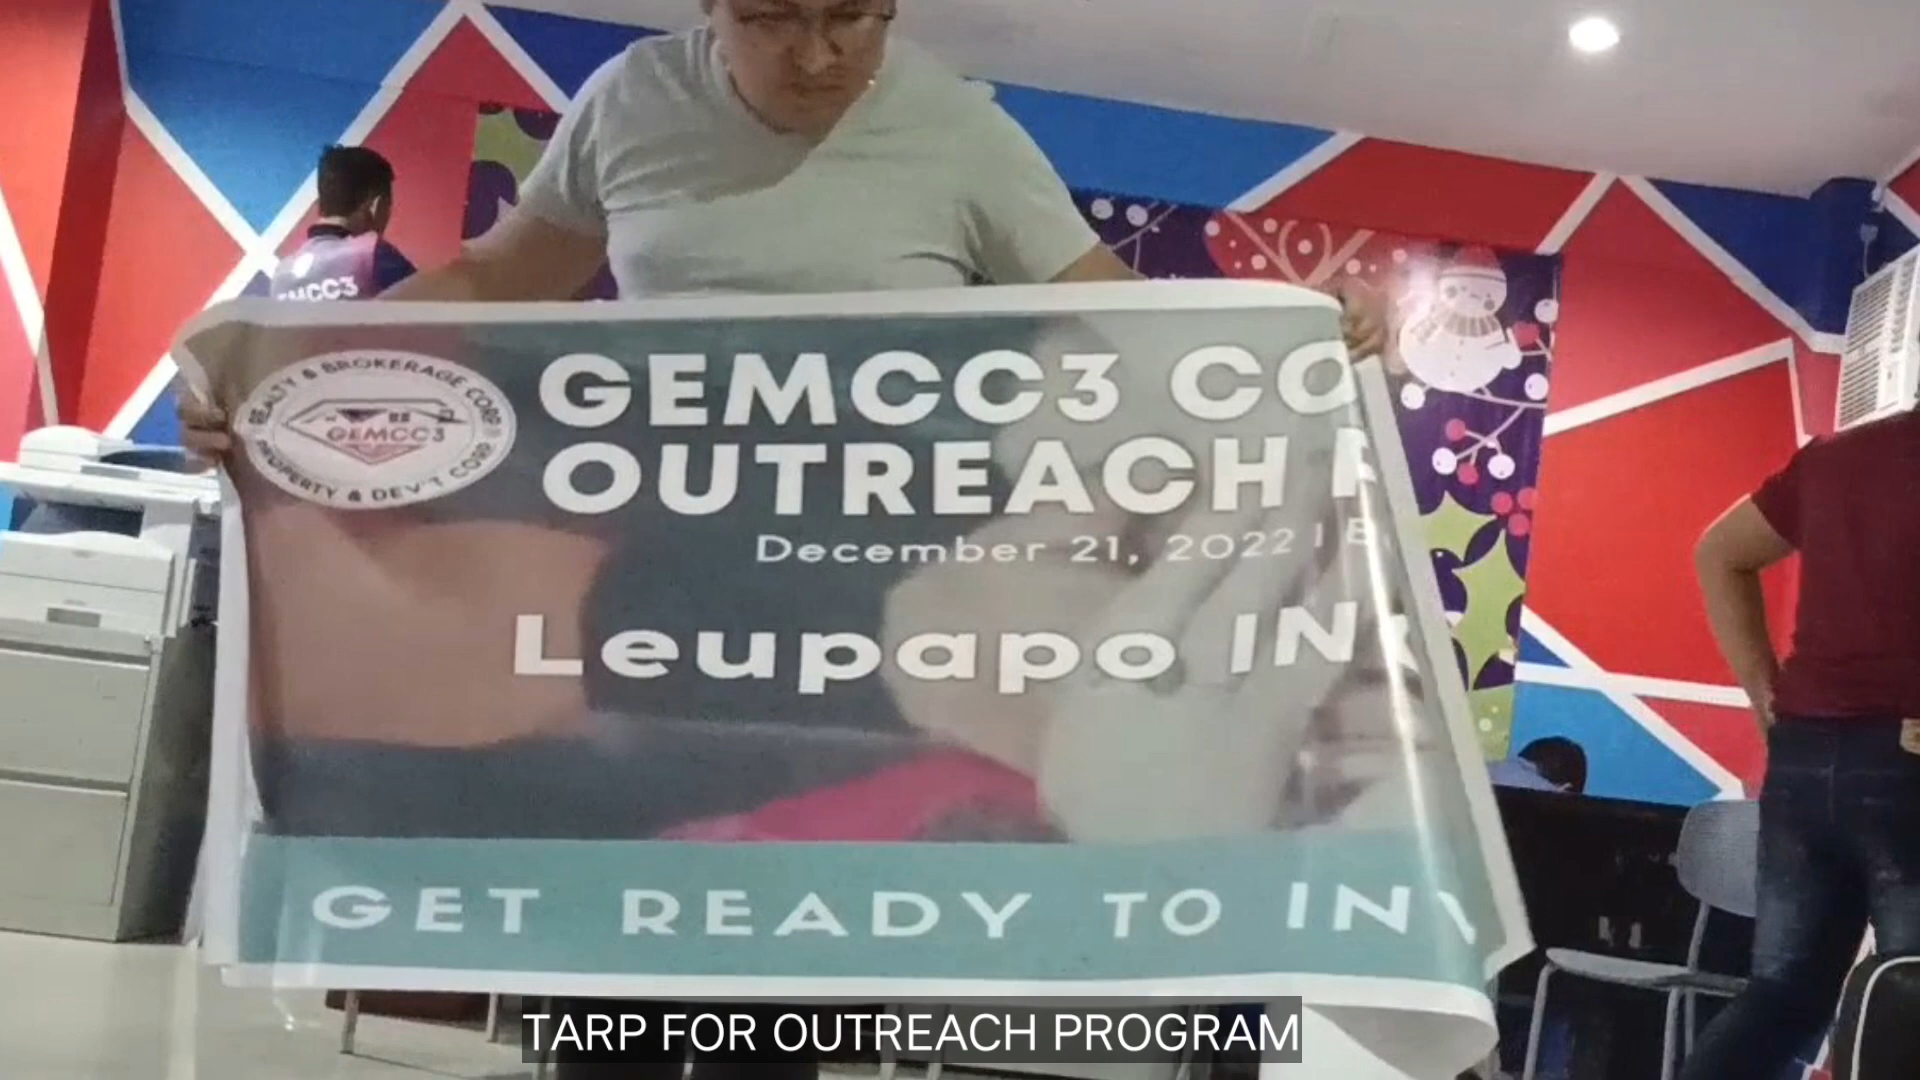 REALTY & BROKERAGE CORP
GEMCC3
PROPERTY & DEV'T CORP
GEMCC3 CO
OUTREACH
December 21, 2022 |
Leupapo IN
GET READY TO IN
TARP FOR OUTREACH PROGRAM